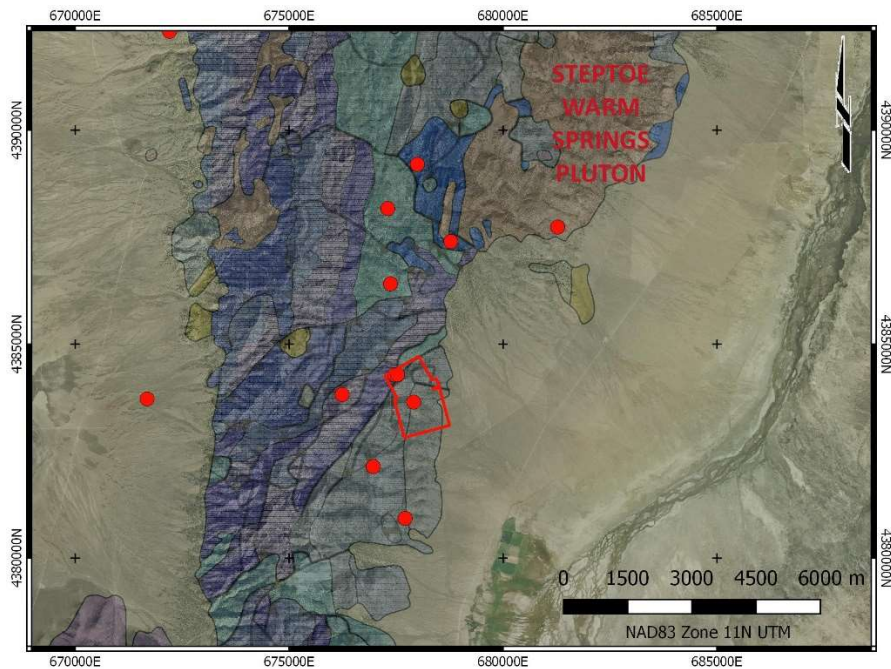 670000E 675000E 680000E 685000E
STEPTOE
WARM
SPRINGS
PLUTON
4390000N 4390000N
4385000N 4385000N
4380000N 4380000N
0 1500 3000 4500 6000 m
NAD83 Zone 11N UTM
670000E 675000E 680000E 685000E